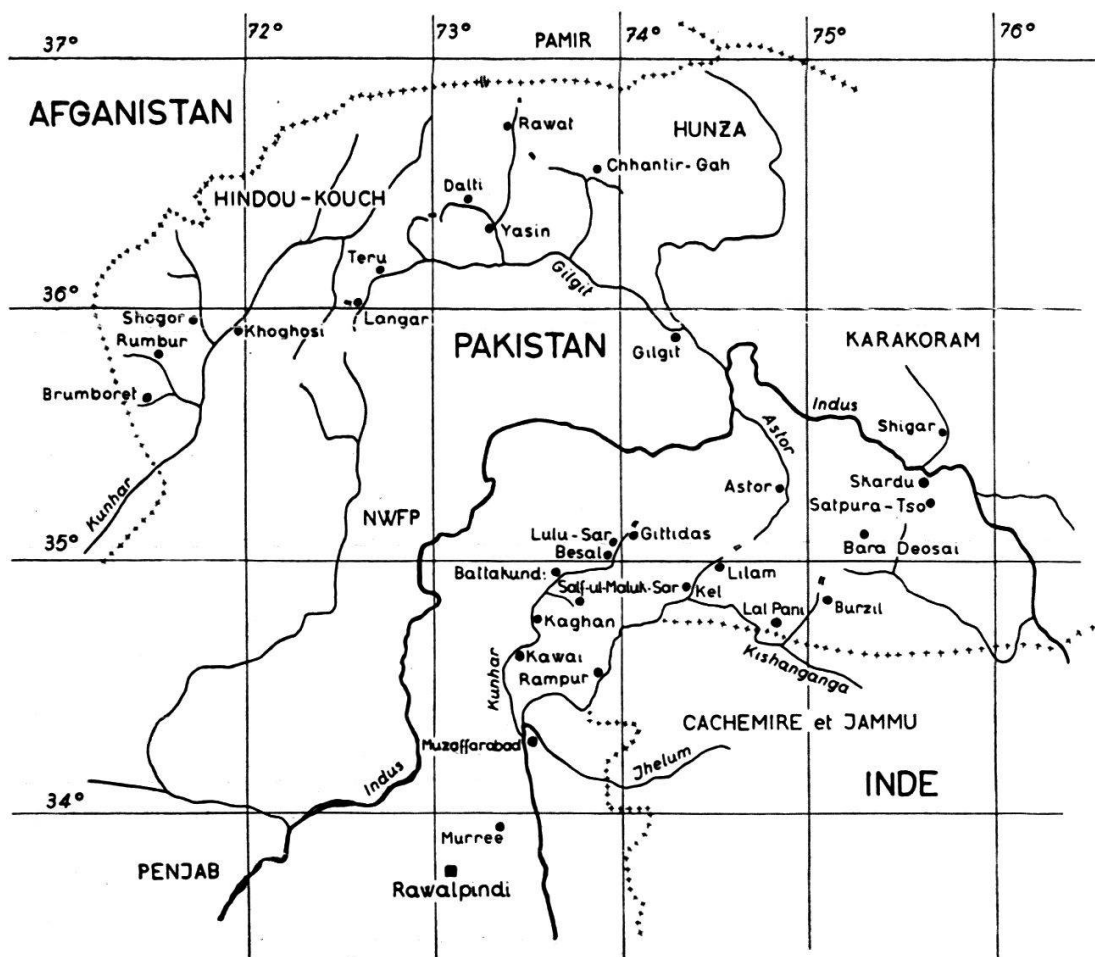 72° 73° 74° 75° 76°
37°
PAMIR
AFGANISTAN
Rawat
HUNZA
Chhantir-Gah
HINDOU-KOUCH
Dalti
Yasin
Teru
Gilgit
36°
Langar
Shogor
Khoghosi
Rumbur
PAKISTAN
Gilgit
KARAKORAM
Brumboret
Indus
Astor
Shigar
Kunhar
Astor
Skardu
Satpura-Tso
NWFP
Lulu-Sar
Gittidas
Besal
Bara Deosai
35°
Battakund
Lilam
Saif-ul-Maluk-Sar
Kel
Lal Pani
Burzil
Kaghan
Kawai
Rampur
Kunhar
Kishanganga
CACHEMIRE et JAMMU
Muzaffarabad
Jhelum
Indus
INDE
34°
Murree
PENJAB
Rawalpindi